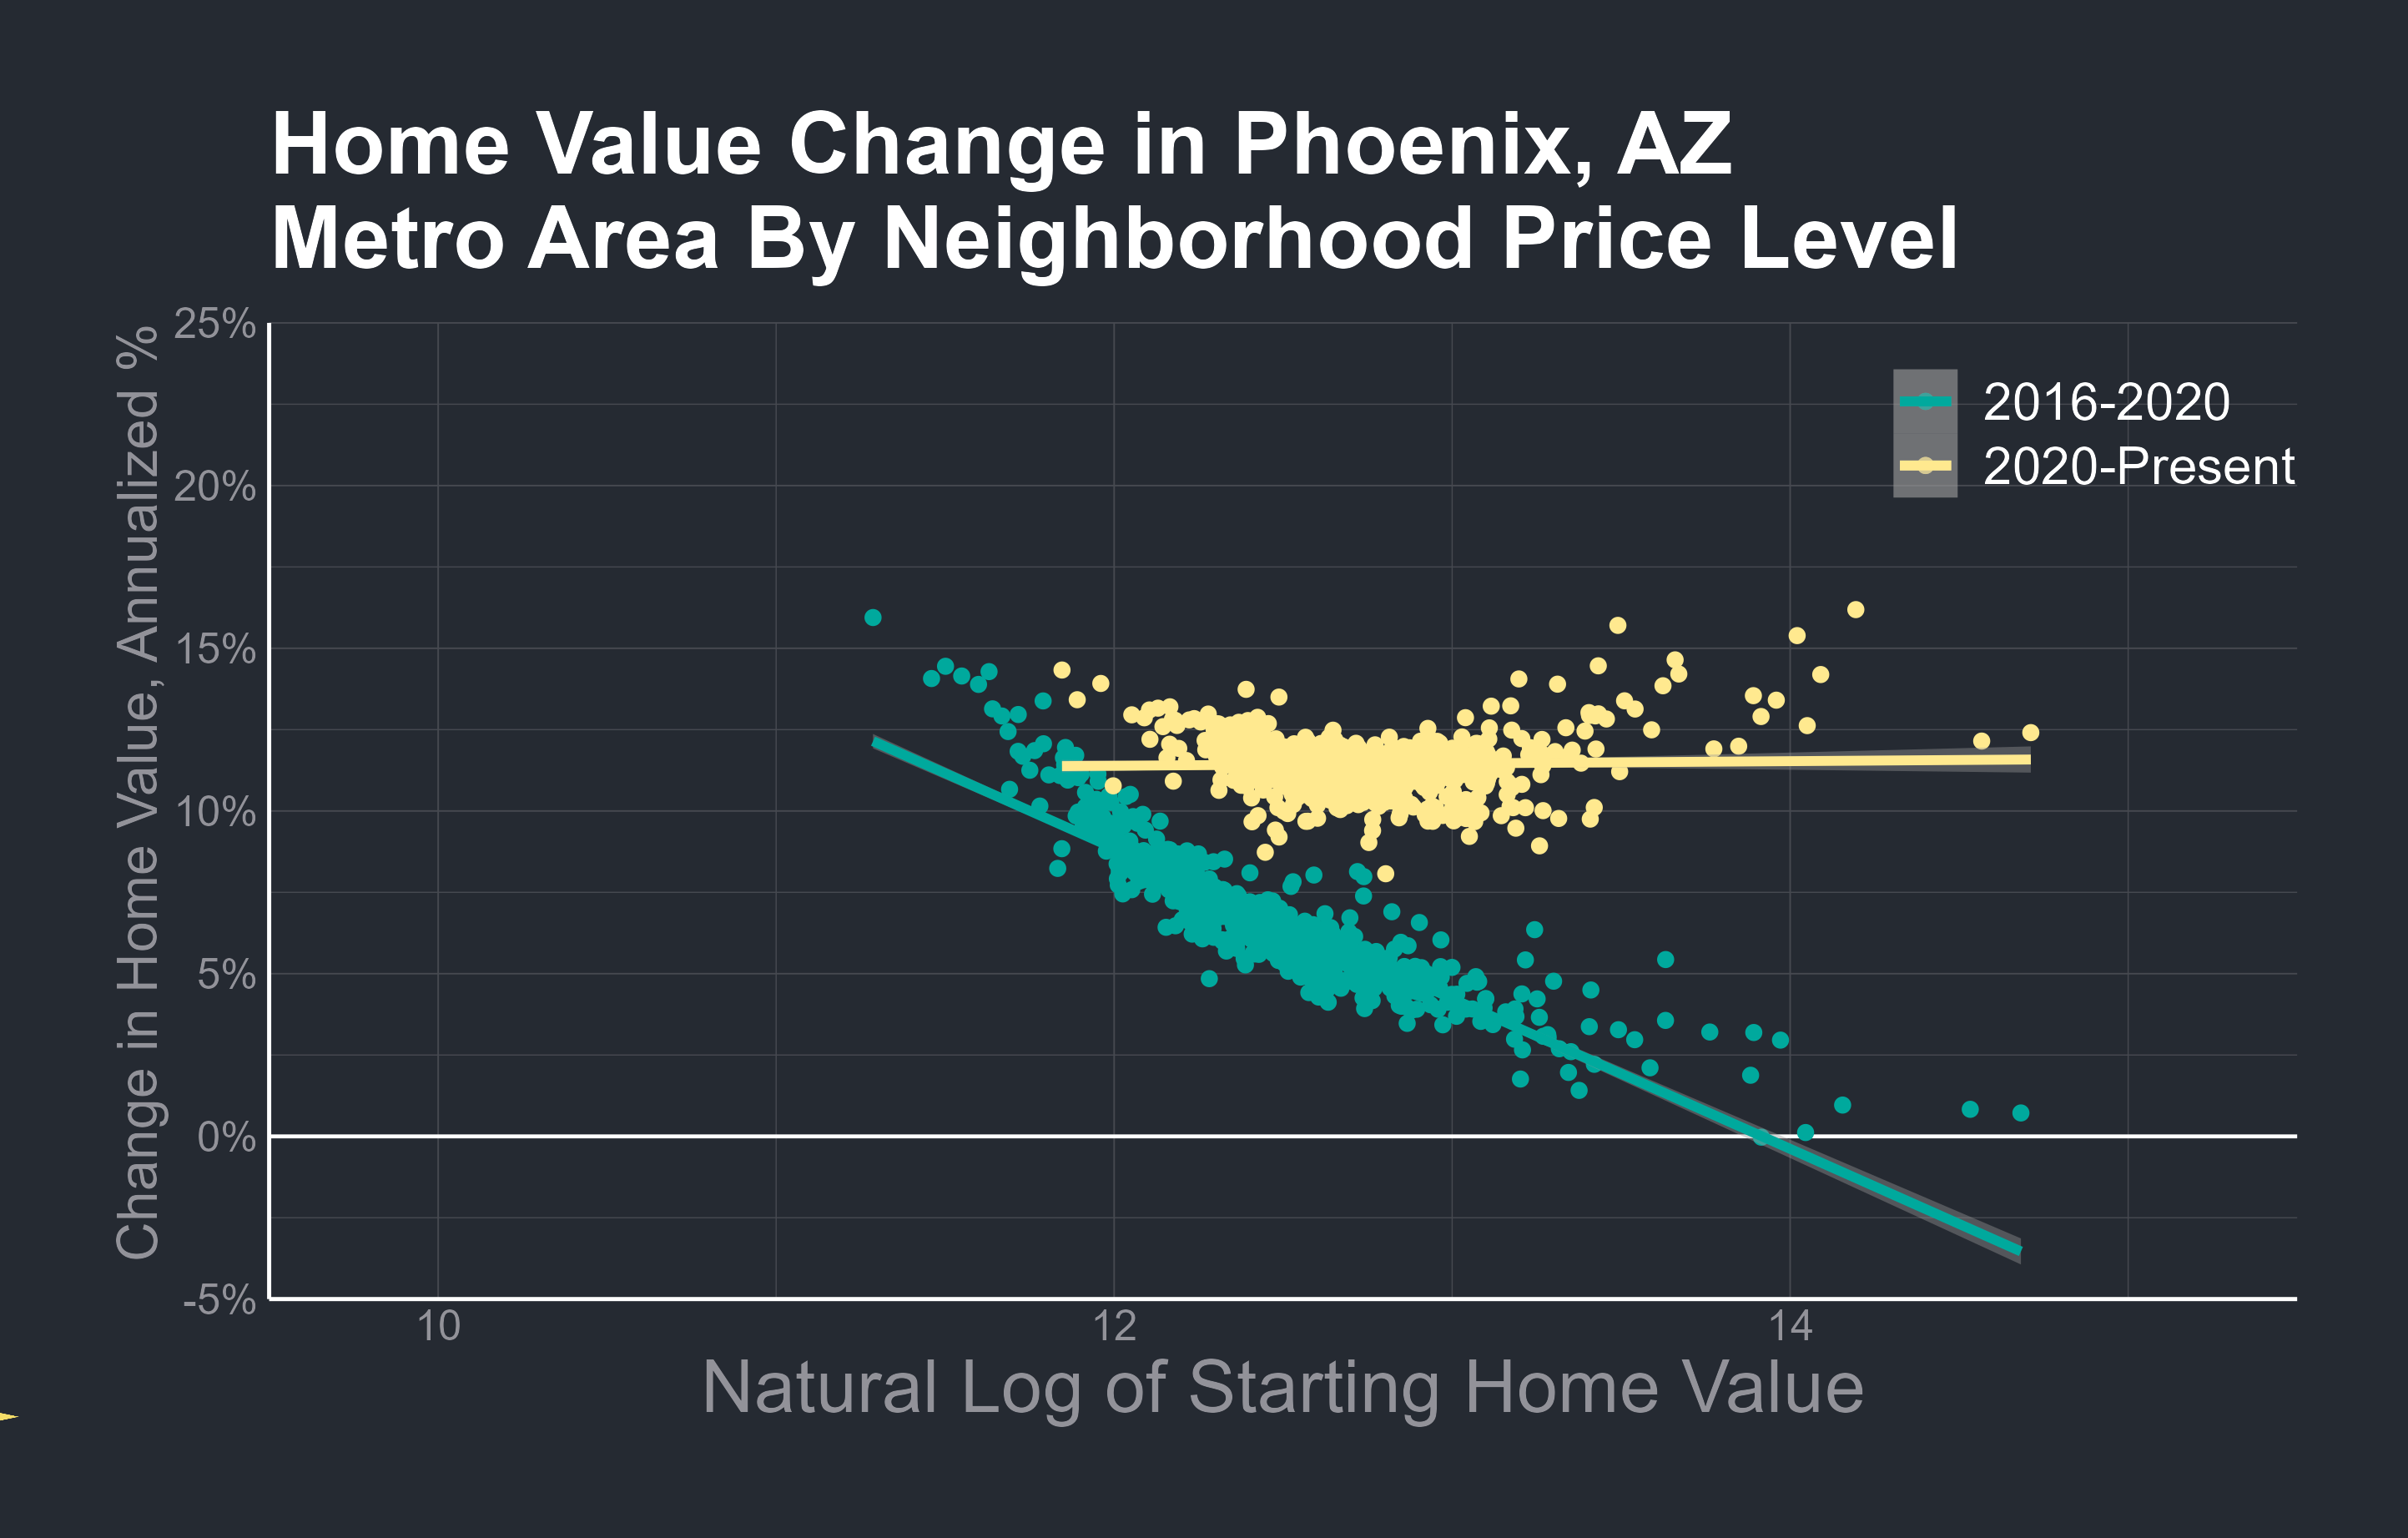 Home Value Change in Phoenix, AZ
Metro Area By Neighborhood Price Level
Change in Home Value, Annualized %
25%
20%
15%
10%
5%
0%
-5%
2016-2020
2020-Present
10
12
14
Natural Log of Starting Home Value